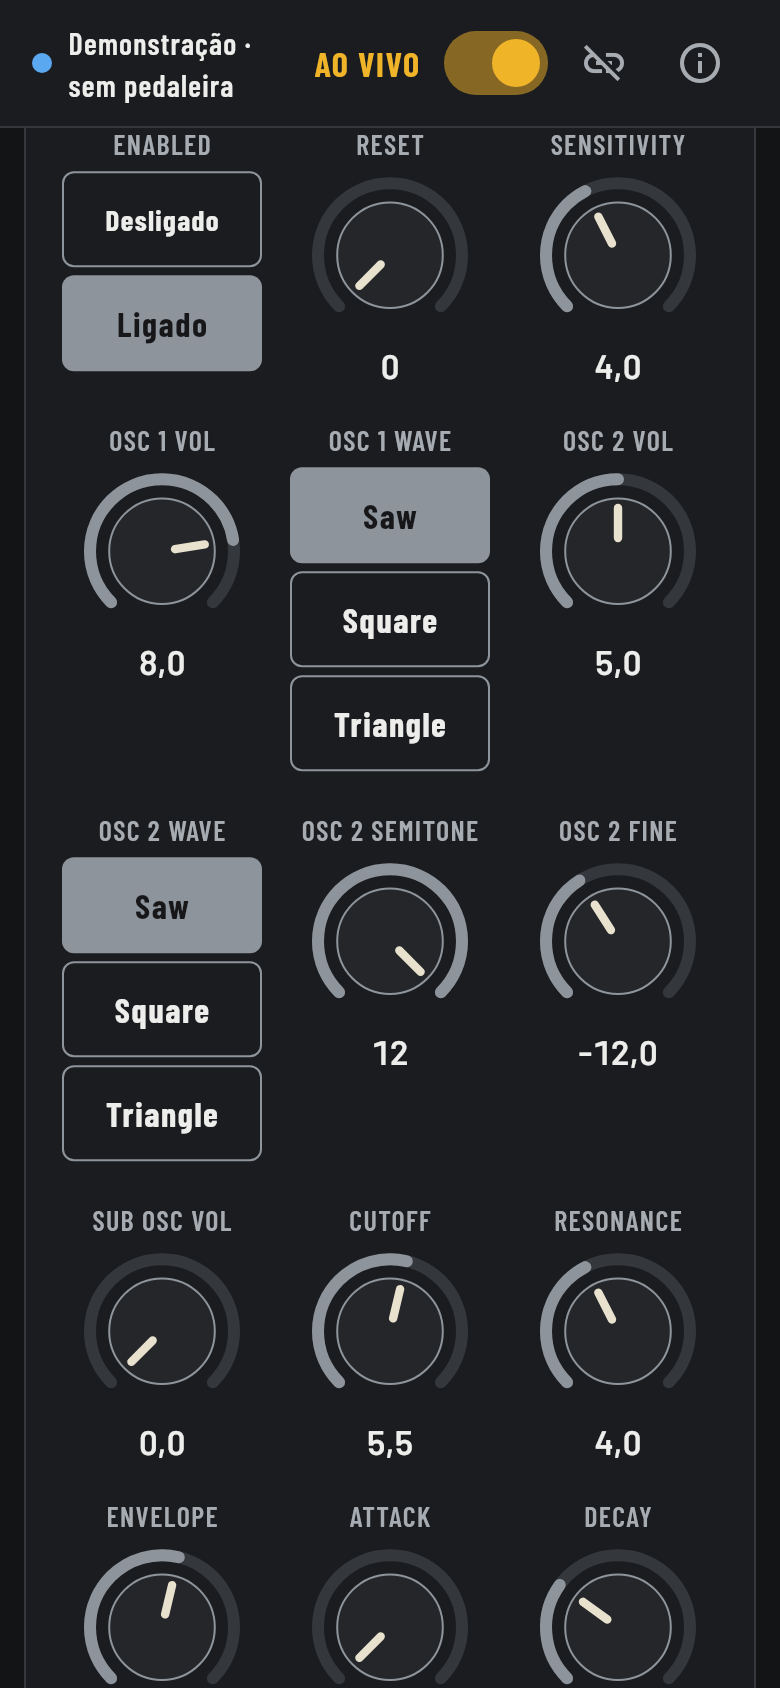 Demonstração ·
sem pedaleira
AO VIVO
ENABLED
RESET
SENSITIVITY
Desligado
Ligado
0
4,0
OSC 1 VOL
OSC 1 WAVE
OSC 2 VOL
Saw
Square
Triangle
8,0
5,0
OSC 2 WAVE
OSC 2 SEMITONE
OSC 2 FINE
Saw
Square
Triangle
12
-12,0
SUB OSC VOL
CUTOFF
RESONANCE
0,0
5,5
4,0
ENVELOPE
ATTACK
DECAY